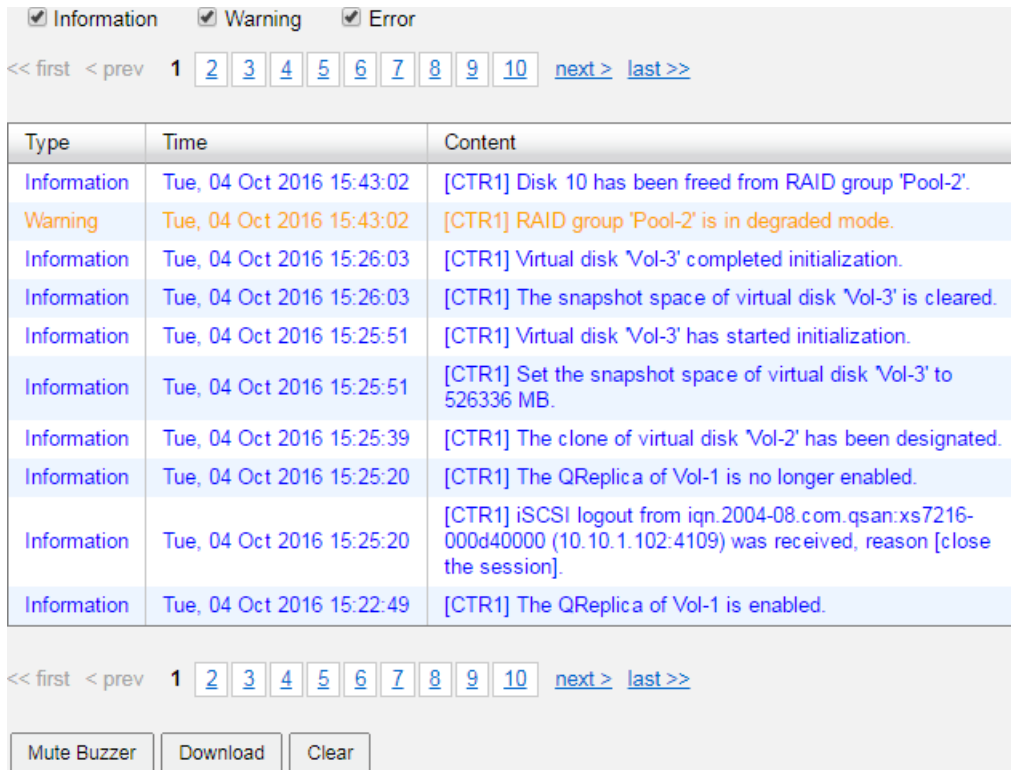 Information Warning Error
<< first < prev 1 2 3 4 5 6 7 8 9 10 next > last >>
Type Time Content
Information Tue, 04 Oct 2016 15:43:02 [CTR1] Disk 10 has been freed from RAID group 'Pool-2'.
Warning Tue, 04 Oct 2016 15:43:02 [CTR1] RAID group 'Pool-2' is in degraded mode.
Information Tue, 04 Oct 2016 15:26:03 [CTR1] Virtual disk 'Vol-3' completed initialization.
Information Tue, 04 Oct 2016 15:26:03 [CTR1] The snapshot space of virtual disk 'Vol-3' is cleared.
Information Tue, 04 Oct 2016 15:25:51 [CTR1] Virtual disk 'Vol-3' has started initialization.
Information Tue, 04 Oct 2016 15:25:51 [CTR1] Set the snapshot space of virtual disk 'Vol-3' to
526336 MB.
Information Tue, 04 Oct 2016 15:25:39 [CTR1] The clone of virtual disk 'Vol-2' has been designated.
Information Tue, 04 Oct 2016 15:25:20 [CTR1] The QReplica of Vol-1 is no longer enabled.
Information Tue, 04 Oct 2016 15:25:20 [CTR1] iSCSI logout from iqn.2004-08.com.qsan:xs7216-
000d40000 (10.10.1.102:4109) was received, reason [close
the session].
Information Tue, 04 Oct 2016 15:22:49 [CTR1] The QReplica of Vol-1 is enabled.
<< first < prev 1 2 3 4 5 6 7 8 9 10 next > last >>
Mute Buzzer Download Clear